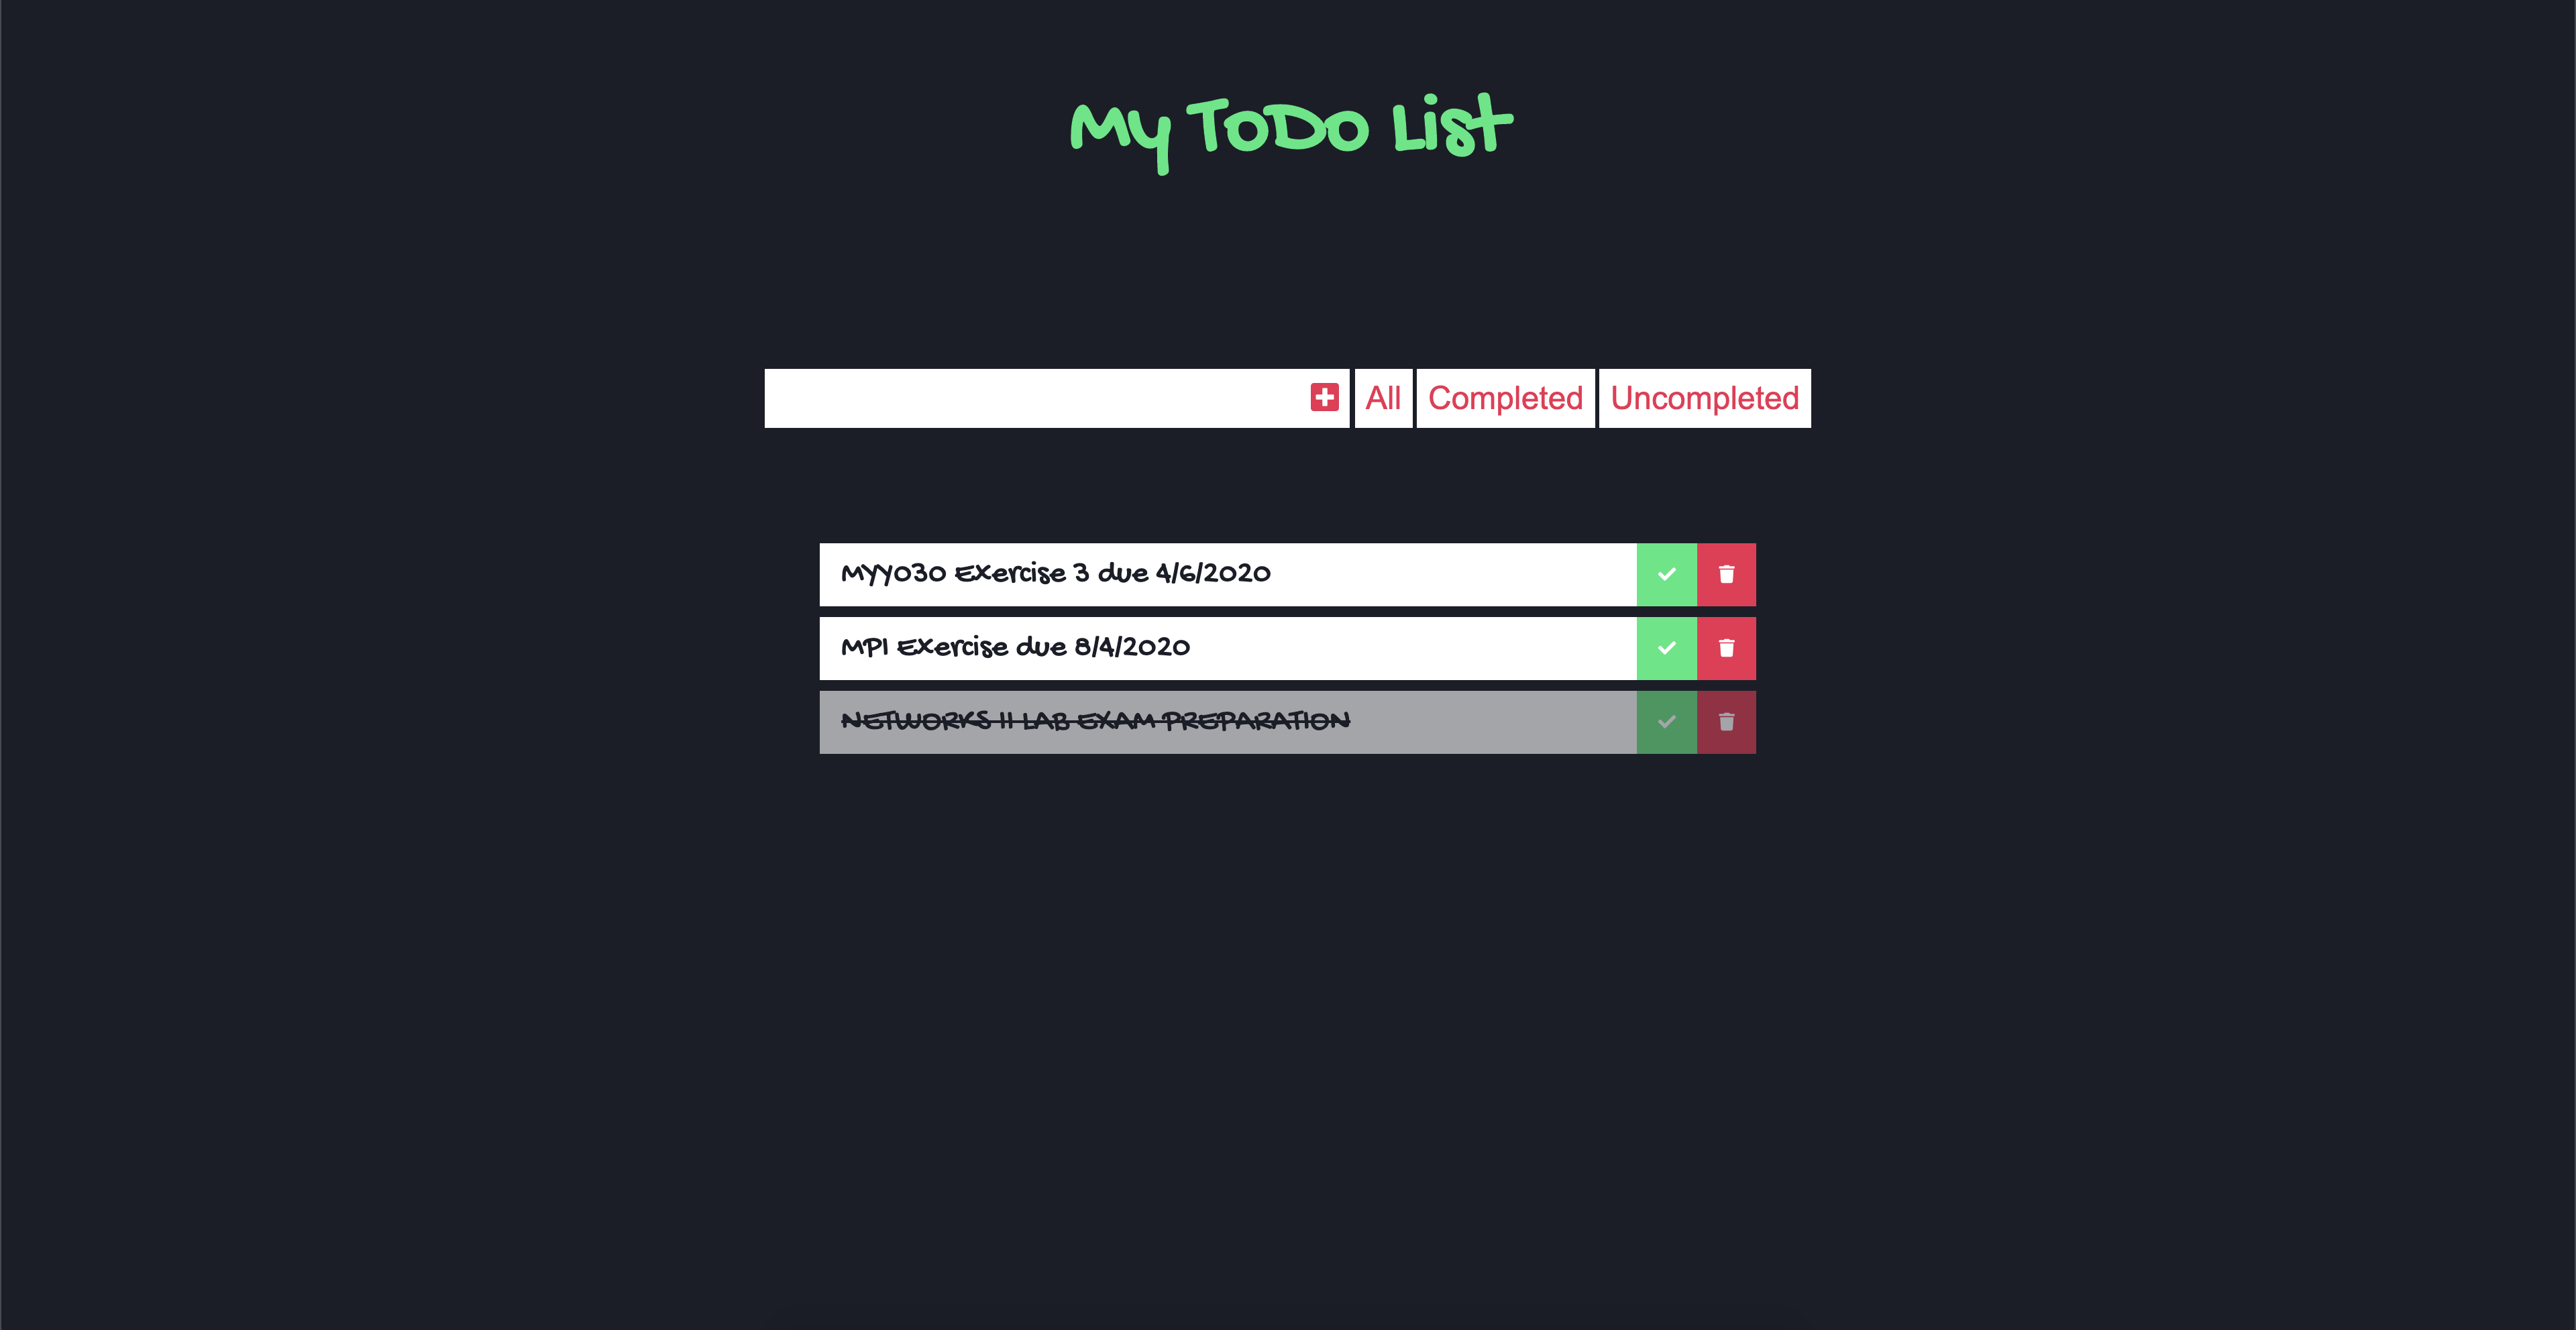 My ToDo List
All Completed Uncompleted
MYY030 Exercise 3 due 4/6/2020
MPI Exercise due 8/4/2020
NETWORKS II LAB EXAM PREPARATION